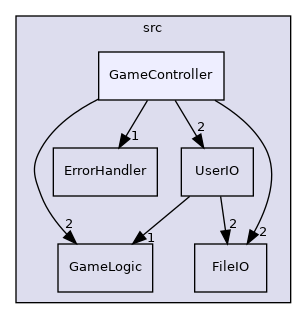 src
GameController
1
2
ErrorHandler
UserIO
2
1
2
2
GameLogic
FileIO